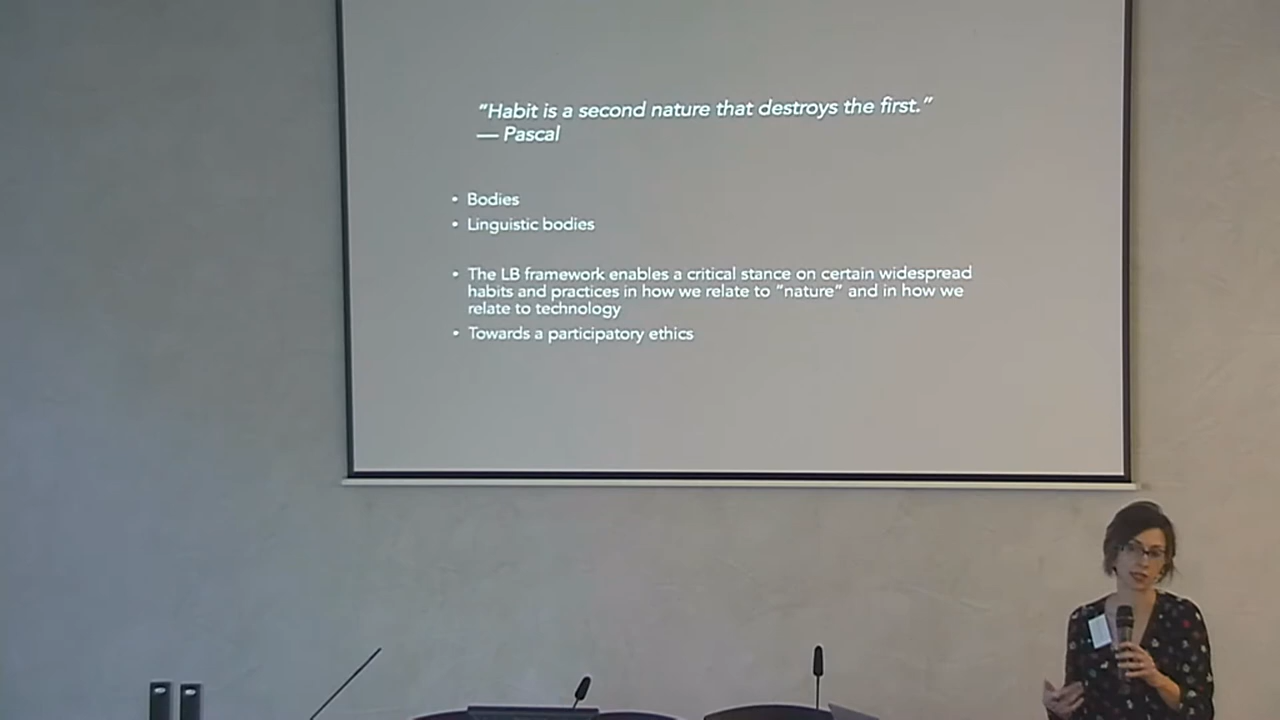 “Habit is a second nature that destroys the first.”
— Pascal
• Bodies
• Linguistic bodies
• The LB framework enables a critical stance on certain widespread
habits and practices in how we relate to “nature” and in how we
relate to technology
• Towards a participatory ethics